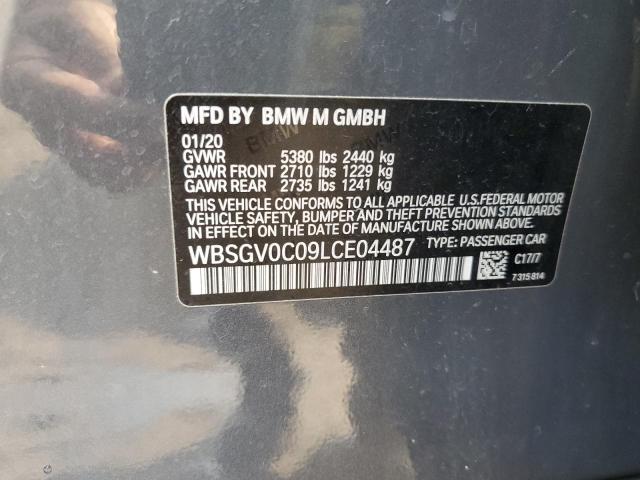 MFD BY BMW M GMBH
01/20
GVWR 5380 lbs 2440 kg
GAWR FRONT 2710 lbs 1229 kg
GAWR REAR 2735 lbs 1241 kg
THIS VEHICLE CONFORMS TO ALL APPLICABLE U.S.FEDERAL MOTOR
VEHICLE SAFETY, BUMPER AND THEFT PREVENTION STANDARDS
IN EFFECT ON THE DATE OF MANUFACTURE SHOWN ABOVE.
WBSGV0C09LCE04487 TYPE: PASSENGER CAR
C17/7
7 315 814